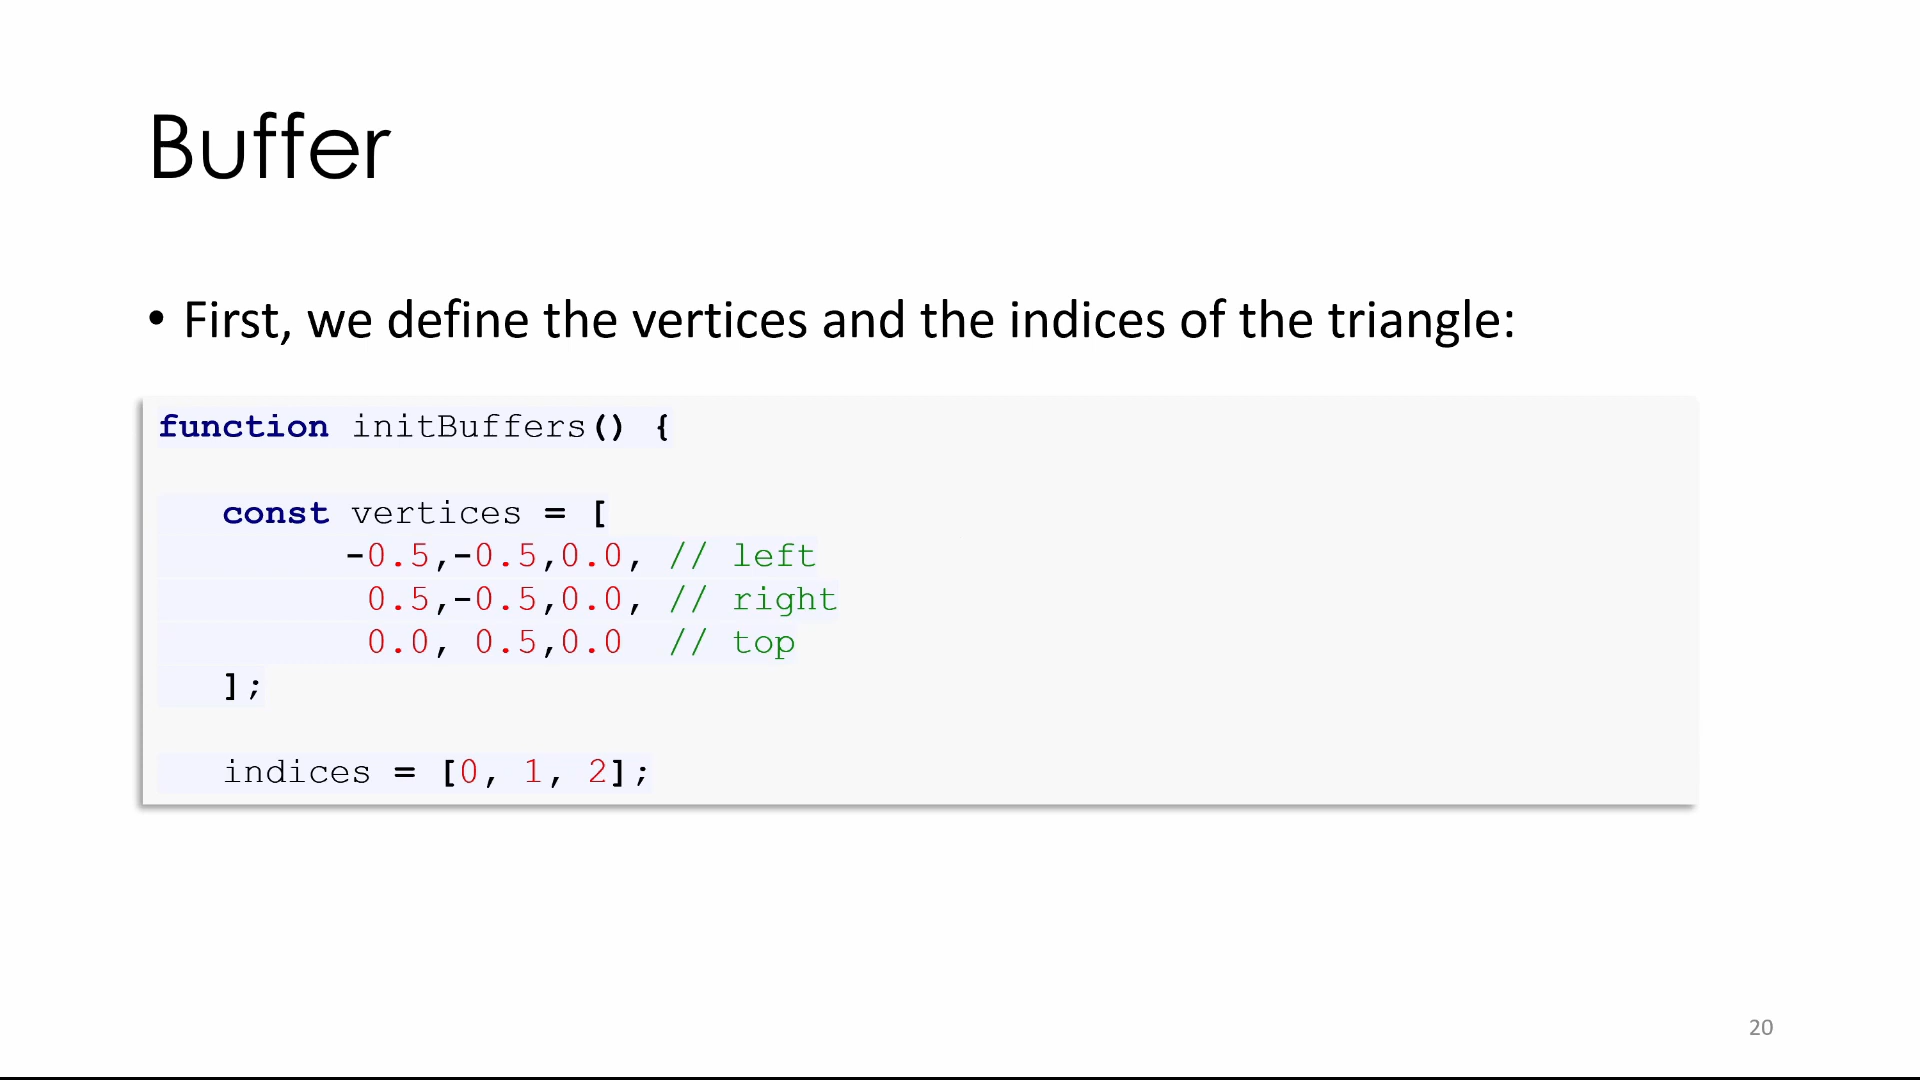 Buffer
• First, we define the vertices and the indices of the triangle:
function initBuffers() {
const vertices = [
-0.5,-0.5,0.0, // left
0.5,-0.5,0.0, // right
0.0, 0.5,0.0 // top
];
indices = [0, 1, 2];
20